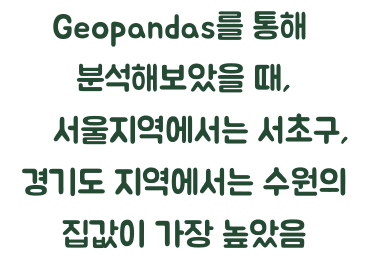 Geopandas를 통해
분석해보았을 때,
서울지역에서는 서초구,
경기도 지역에서는 수원의
집값이 가장 높았음